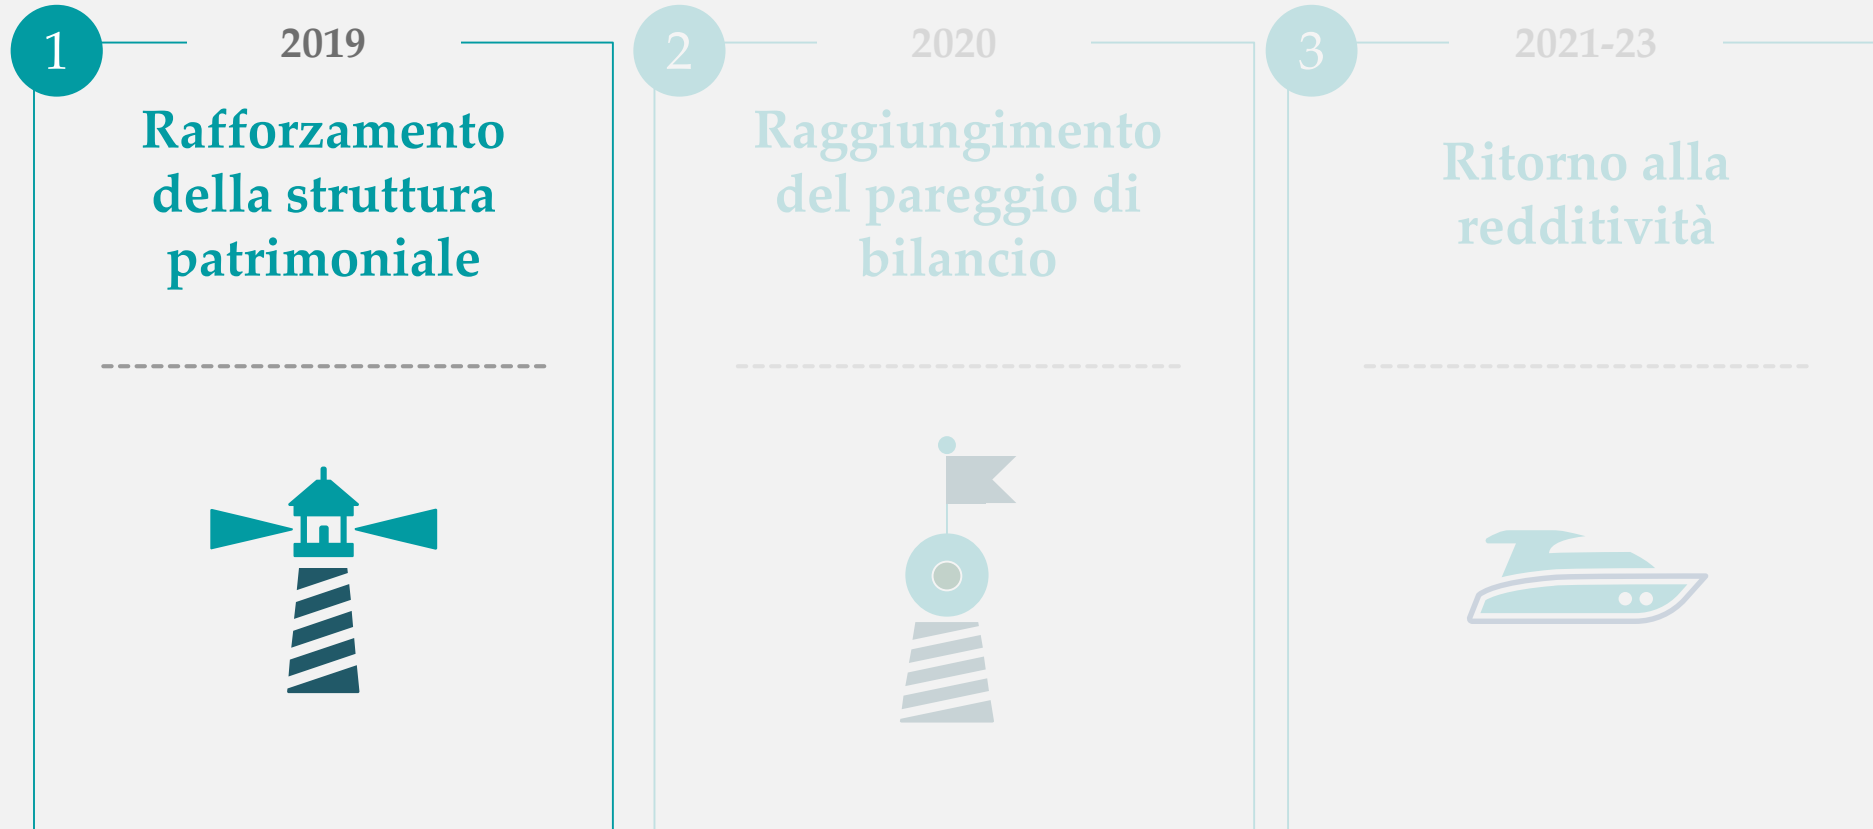 1
2019
Rafforzamento
della struttura
patrimoniale
2
2020
Raggiungimento
del pareggio di
bilancio
3
2021-23
Ritorno alla
redditività